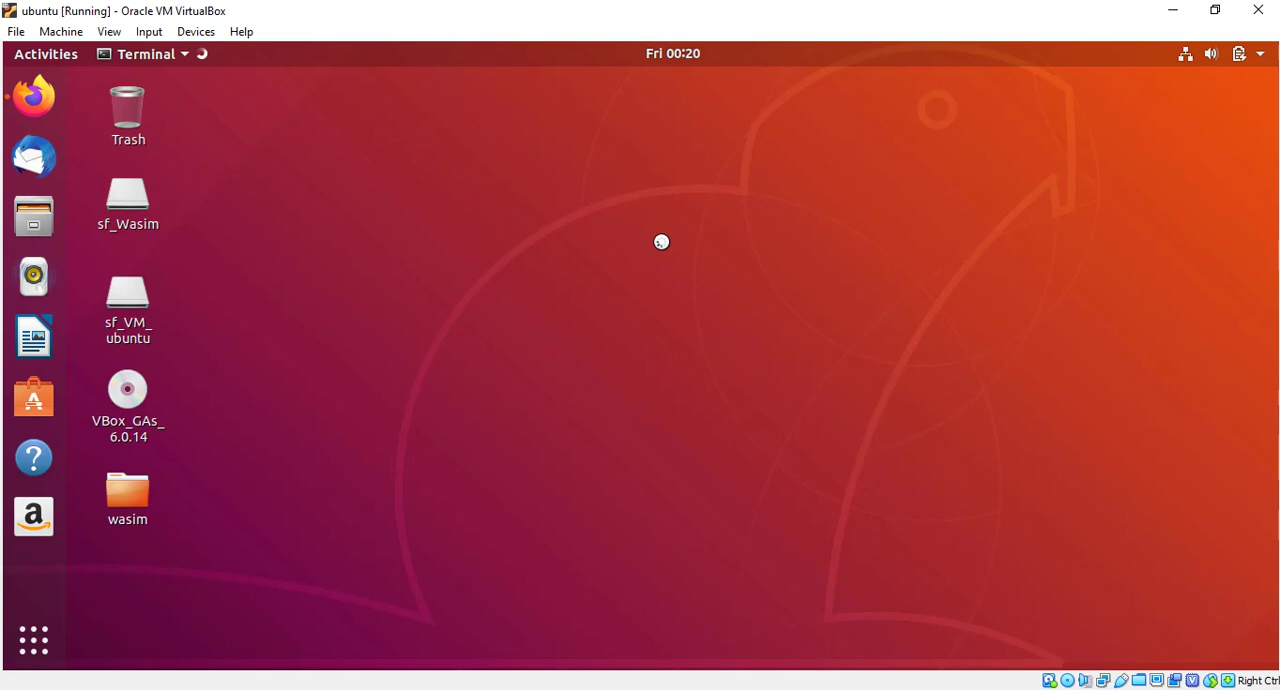 ubuntu [Running] - Oracle VM VirtualBox
File Machine View Input Devices Help
Activities Terminal Fri 00:20
Trash
sf_Wasim
sf_VM_
ubuntu
VBox_GAs_
6.0.14
wasim
Right Ctrl